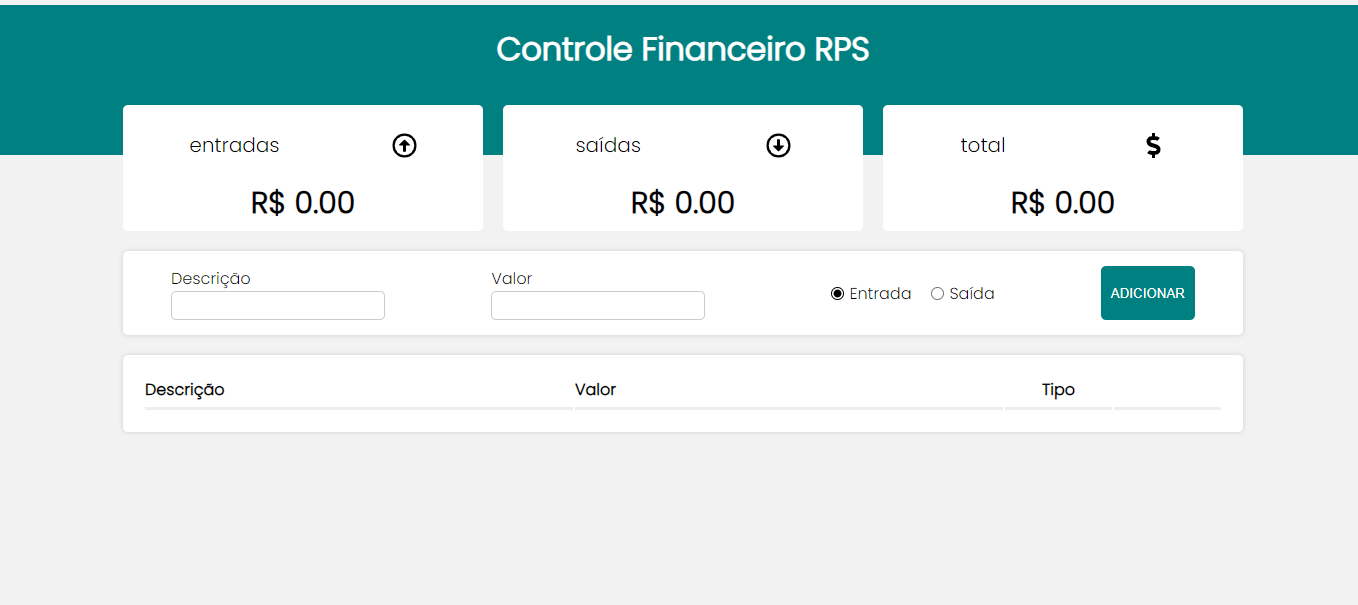 Controle Financeiro RPS
entradas
R$ 0.00
saídas
R$ 0.00
total
$
R$ 0.00
Descrição
Valor
Entrada Saída
ADICIONAR
Descrição Valor Tipo